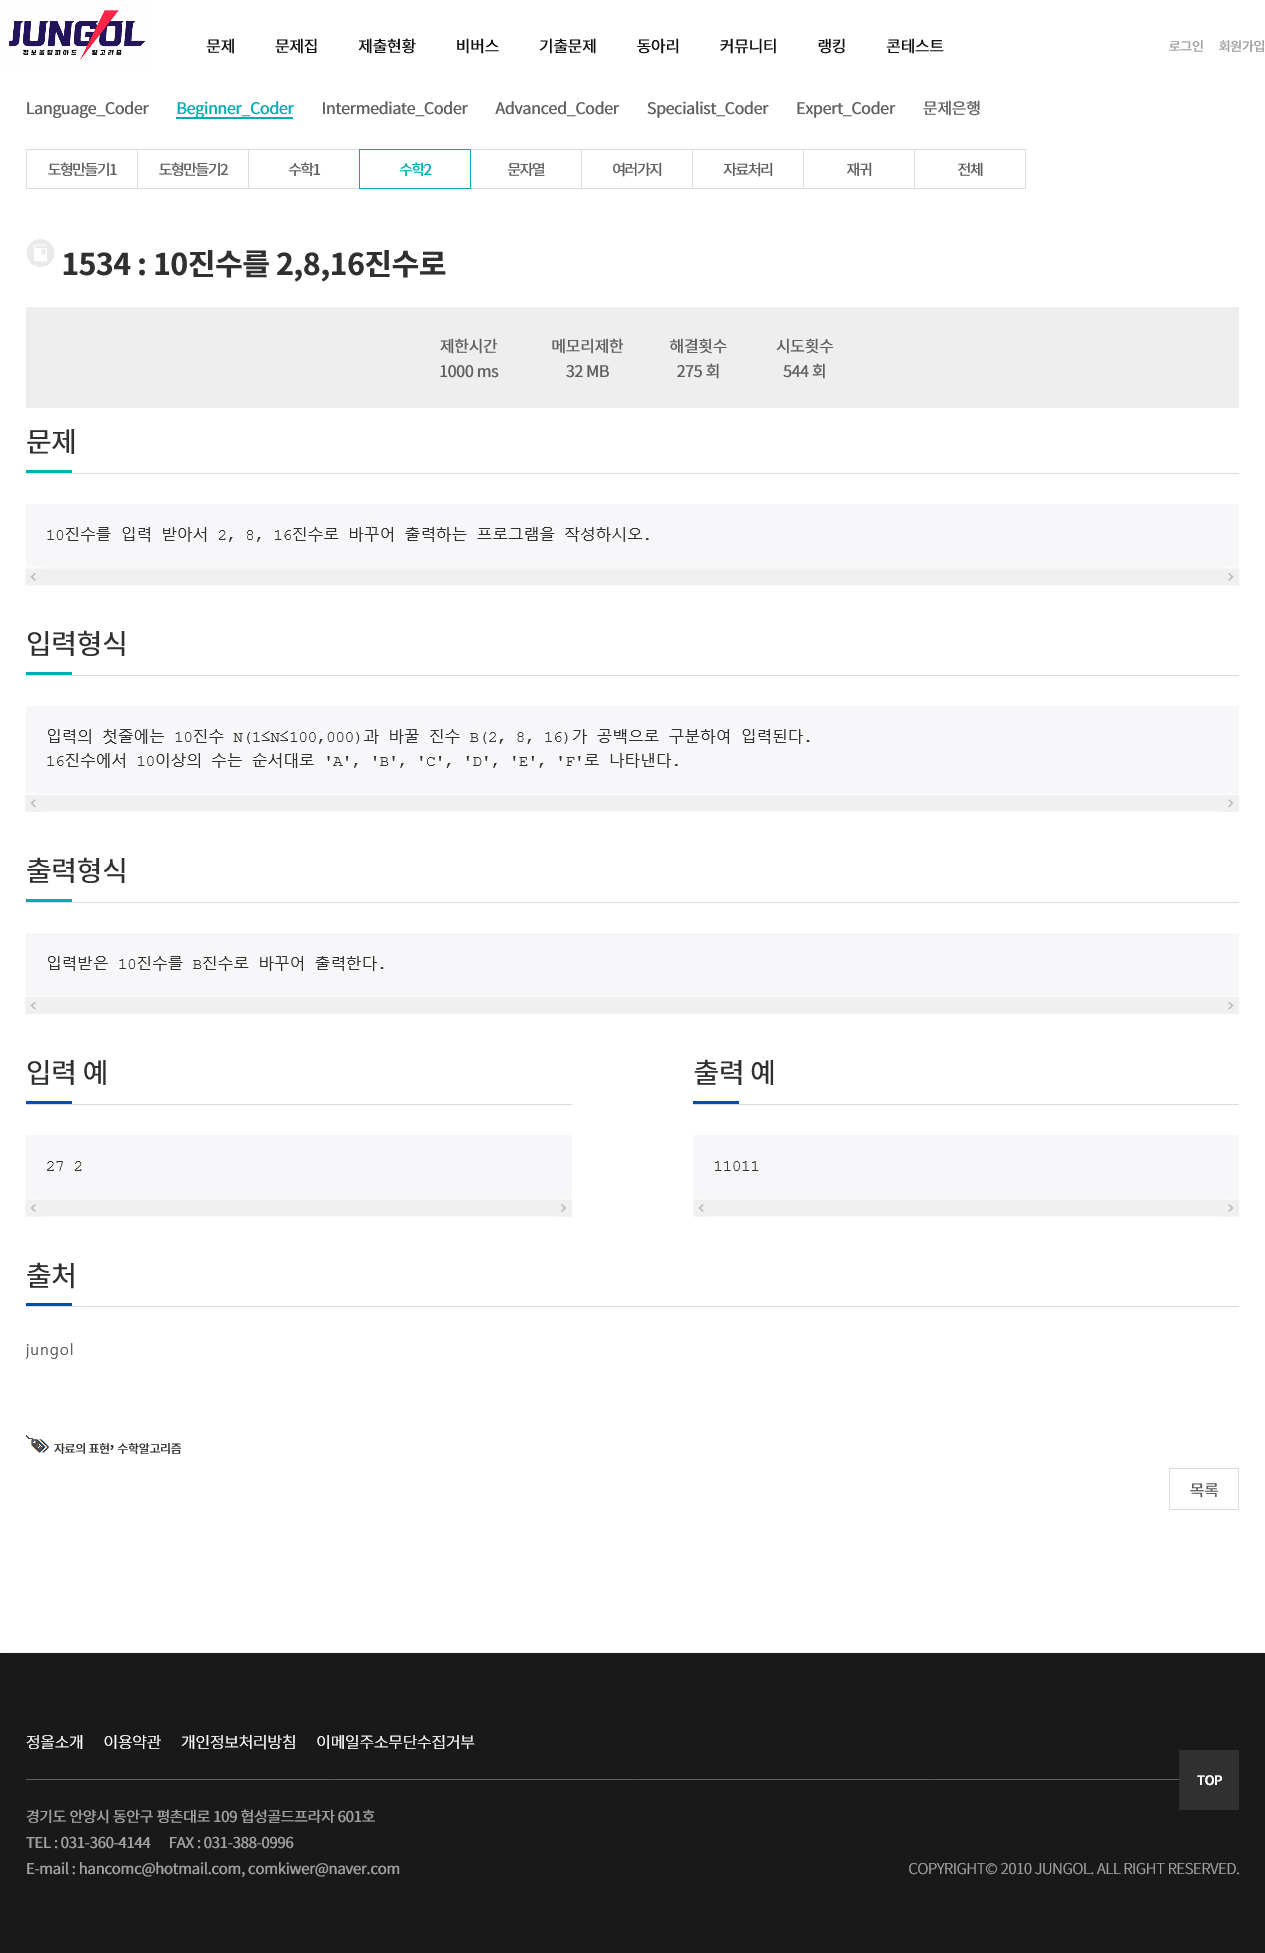 JUNGOL
정보올림피아드 알고리즘
문제 문제집 제출현황 비버스 기출문제 동아리 커뮤니티 랭킹 콘테스트 로그인 회원가입
Language_Coder Beginner_Coder Intermediate_Coder Advanced_Coder Specialist_Coder Expert_Coder 문제은행
도형만들기1 도형만들기2 수학1 수학2 문자열 여러가지 자료처리 재귀 전체
1534 : 10진수를 2,8,16진수로
제한시간 메모리제한 해결횟수 시도횟수
1000 ms 32 MB 275 회 544 회
문제
10진수를 입력 받아서 2, 8, 16진수로 바꾸어 출력하는 프로그램을 작성하시오.
입력형식
입력의 첫줄에는 10진수 N(1≤N≤100,000)과 바꿀 진수 B(2, 8, 16)가 공백으로 구분하여 입력된다.
16진수에서 10이상의 수는 순서대로 'A', 'B', 'C', 'D', 'E', 'F'로 나타낸다.
출력형식
입력받은 10진수를 B진수로 바꾸어 출력한다.
입력 예 출력 예
27 2 11011
출처
jungol
자료의 표현, 수학알고리즘
목록
정올소개 이용약관 개인정보처리방침 이메일주소무단수집거부
TOP
경기도 안양시 동안구 평촌대로 109 협성골드프라자 601호
TEL : 031-360-4144 FAX : 031-388-0996
E-mail : hancomc@hotmail.com, comkiwer@naver.com COPYRIGHT© 2010 JUNGOL. ALL RIGHT RESERVED.